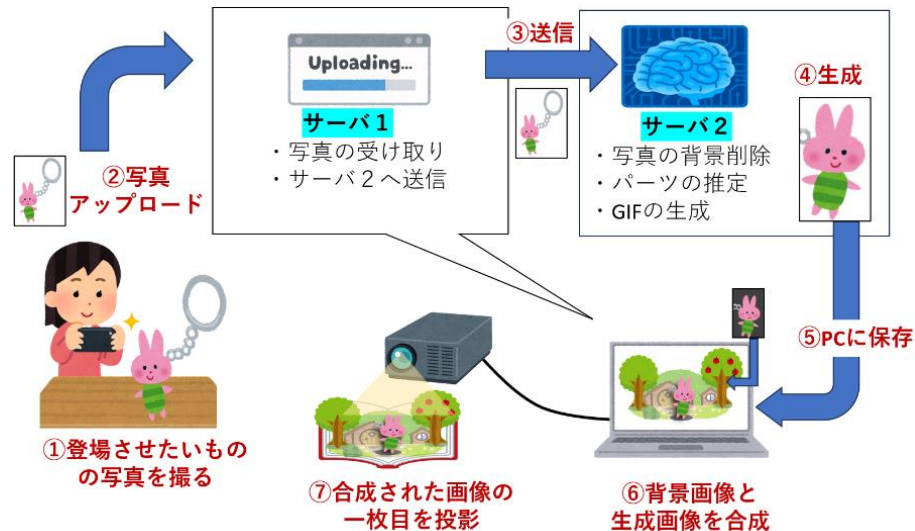 ①登場させたいもの
の写真を撮る
②写真
アップロード
Uploading...
サーバ１
・写真の受け取り
・サーバ２へ送信
③送信
サーバ２
・写真の背景削除
・パーツの推定
・GIFの生成
④生成
⑤PCに保存
⑥背景画像と
生成画像を合成
⑦合成された画像の
一枚目を投影